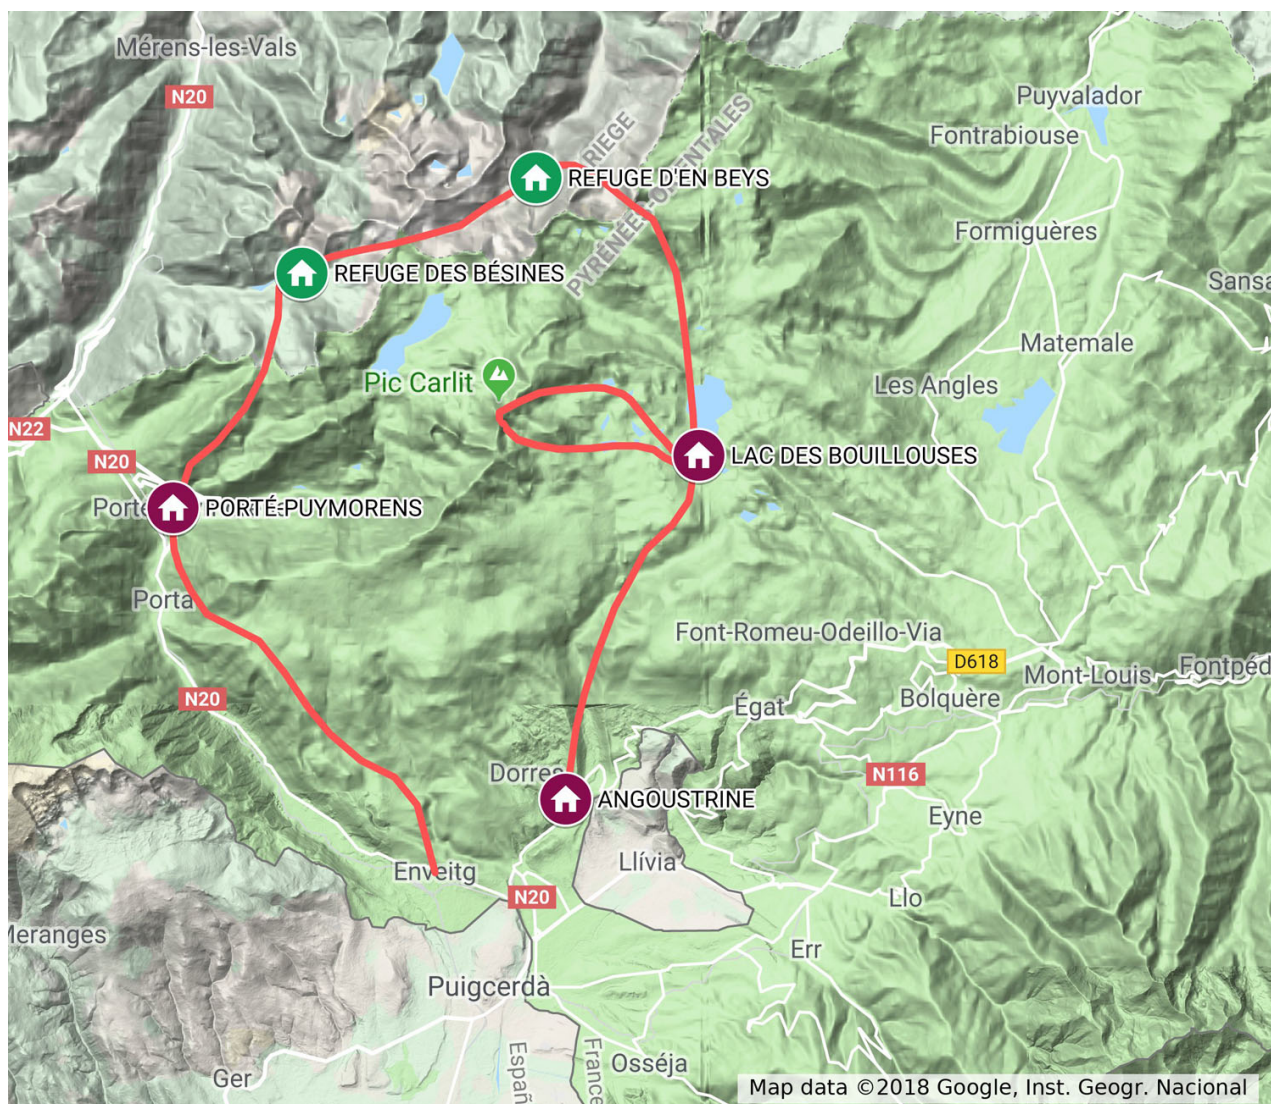 Mérens-les-Vals
N20
Puyvalador
Fontrabiouse
ARIEGE
PYRÉNÉES-ORIENTALES
REFUGE D'EN BEYS
Formiguères
REFUGE DES BÉSINES
Sansa
Matemale
Pic Carlit
Les Angles
N22
N20
LAC DES BOUILLOUSES
Porté
PORTÉ-PUYMORENS
Porta
Font-Romeu-Odeillo-Via
D618
Mont-Louis
Fontpéd
N20
Bolquère
Égat
Dorres
N116
ANGOUSTRINE
Eyne
Llívia
Enveitg
N20
Llo
Meranges
Err
Puigcerdà
Osséja
Españ
France
Ger
Map data ©2018 Google, Inst. Geogr. Nacional